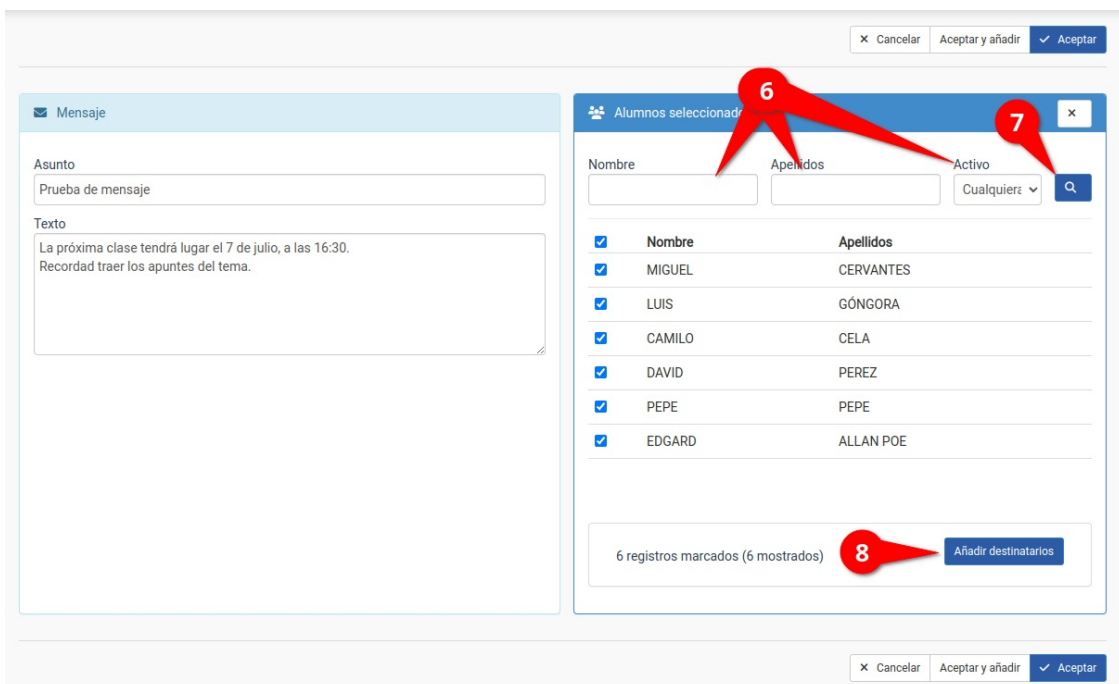 Cancelar Aceptar y añadir Aceptar
Mensaje
Asunto
Prueba de mensaje
Texto
La próxima clase tendrá lugar el 7 de julio, a las 16:30.
Recordad traer los apuntes del tema.
Alumnos seleccionado
6
7
Nombre Apellidos Activo
Cualquiera
Nombre Apellidos
MIGUEL CERVANTES
LUIS GÓNGORA
CAMILO CELA
DAVID PEREZ
PEPE PEPE
EDGARD ALLAN POE
6 registros marcados (6 mostrados) 8 Añadir destinatarios
Cancelar Aceptar y añadir Aceptar